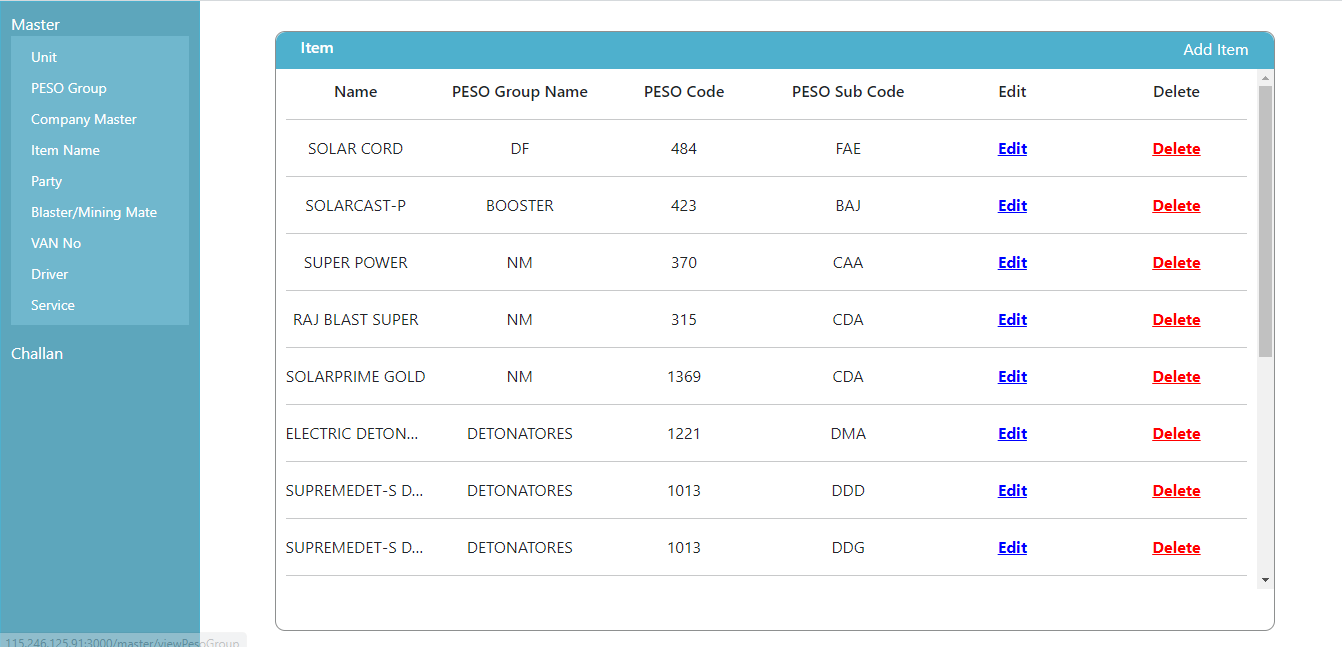 Master
Unit
PESO Group
Company Master
Item Name
Party
Blaster/Mining Mate
VAN No
Driver
Service
Challan
Item Add Item
Name PESO Group Name PESO Code PESO Sub Code Edit Delete
SOLAR CORD DF 484 FAE Edit Delete
SOLARCAST-P BOOSTER 423 BAJ Edit Delete
SUPER POWER NM 370 CAA Edit Delete
RAJ BLAST SUPER NM 315 CDA Edit Delete
SOLARPRIME GOLD NM 1369 CDA Edit Delete
ELECTRIC DETON... DETONATORES 1221 DMA Edit Delete
SUPREMEDET-S D... DETONATORES 1013 DDD Edit Delete
SUPREMEDET-S D... DETONATORES 1013 DDG Edit Delete
115.246.125.91:3000/master/viewPesoGroup